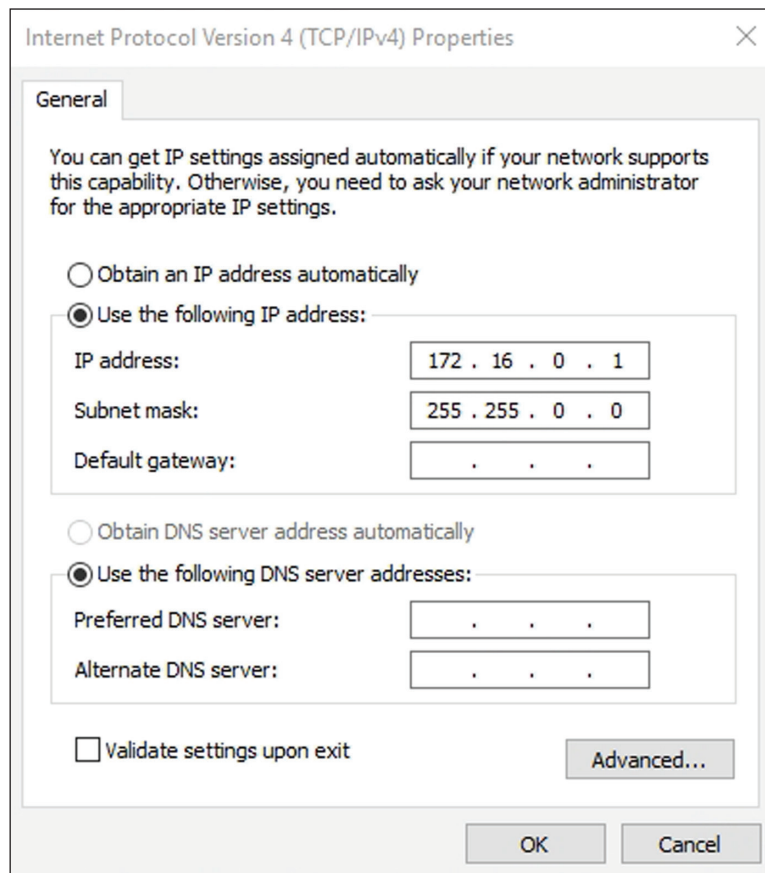 Internet Protocol Version 4 (TCP/IPv4) Properties
General
You can get IP settings assigned automatically if your network supports
this capability. Otherwise, you need to ask your network administrator
for the appropriate IP settings.
Obtain an IP address automatically
Use the following IP address:
IP address: 172 . 16 . 0 . 1
Subnet mask: 255 . 255 . 0 . 0
Default gateway: . . .
Obtain DNS server address automatically
Use the following DNS server addresses:
Preferred DNS server: . . .
Alternate DNS server: . . .
Validate settings upon exit
Advanced...
OK Cancel